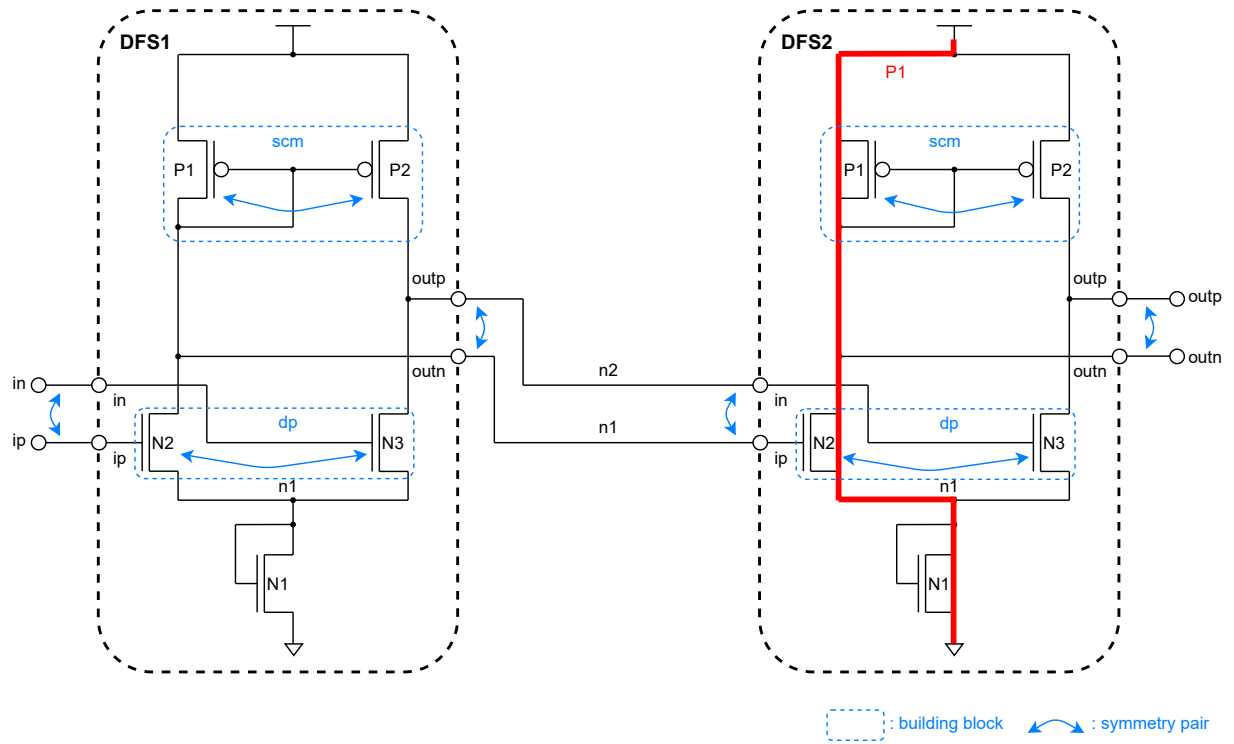 DFS1
DFS2
P1
scm
scm
P1
P2
P1
P2
outp
outp
outp
outn
outn
outn
n2
in
in
in
dp
dp
n1
N2
N3
N2
N3
ip
ip
ip
n1
n1
N1
N1
: building block
: symmetry pair